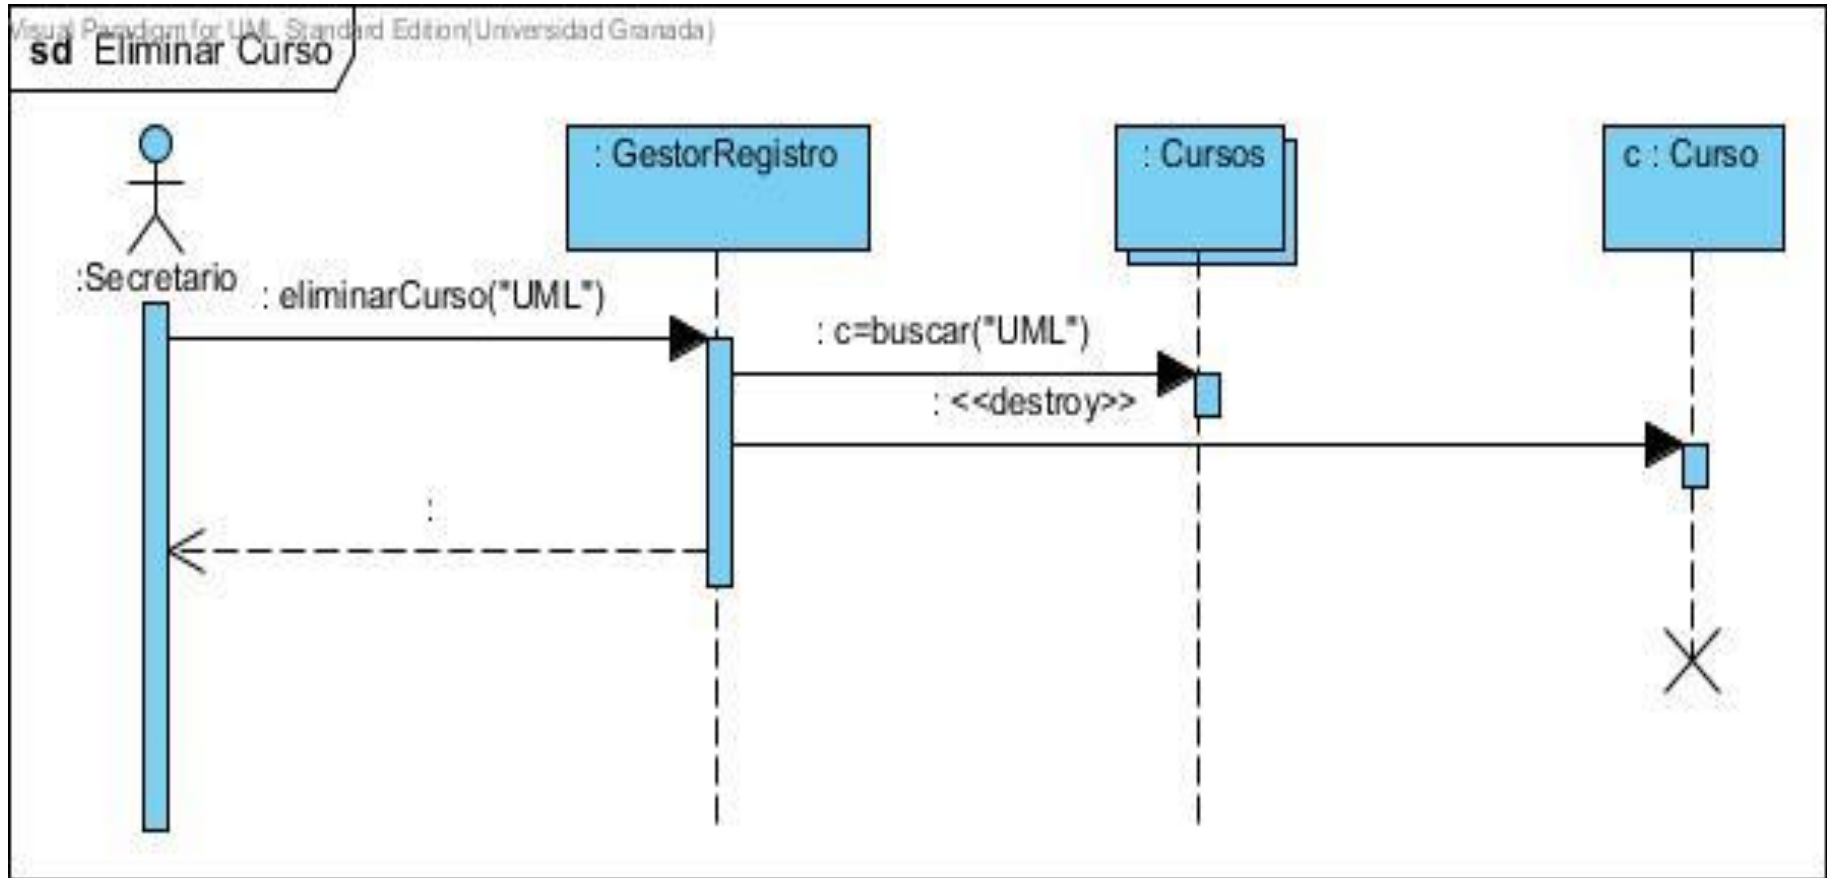 Visual Paradigm for UML Standard Edition(Universidad Granada)
sd Eliminar Curso
: GestorRegistro
: Cursos
c : Curso
:Secretario
: eliminarCurso("UML")
: c=buscar("UML")
: <<destroy>>
: